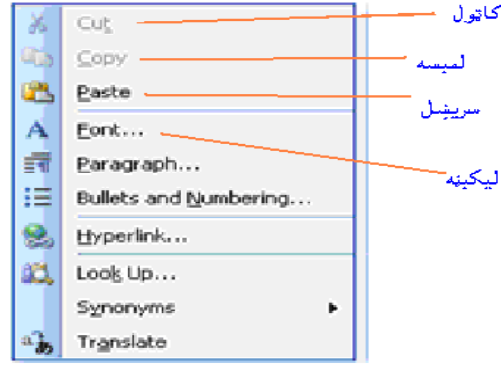 Cut
Copy
Paste
Font...
Paragraph...
Bullets and Numbering...
Hyperlink...
Look Up...
Synonyms
Translate
کاټول
لمبسه
سریښل
لیکبڼه